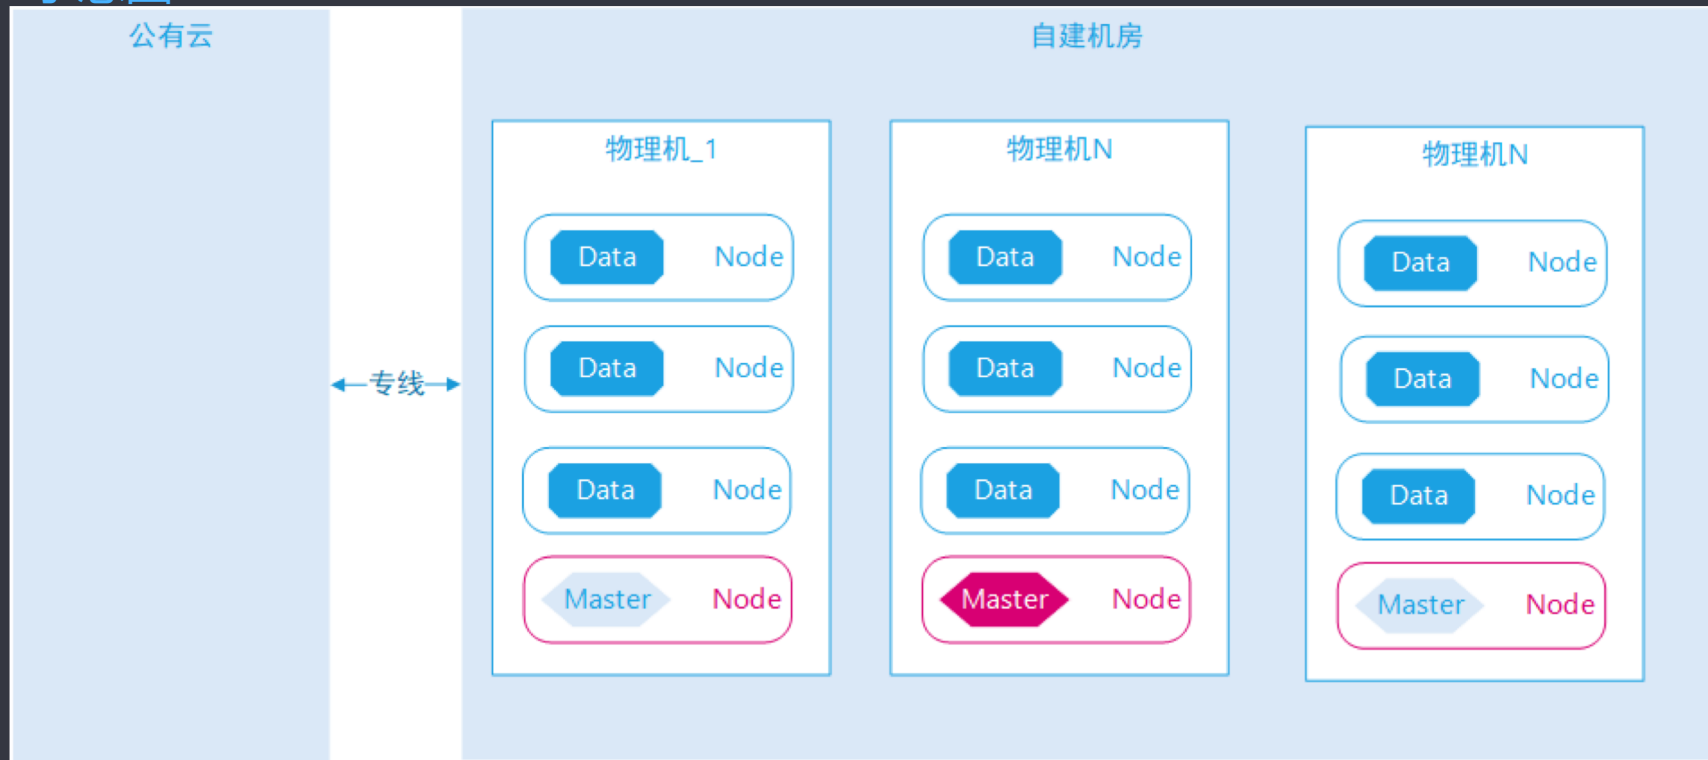 公有云
自建机房
专线
物理机_1
Data Node
Data Node
Data Node
Master Node
物理机N
Data Node
Data Node
Data Node
Master Node
物理机N
Data Node
Data Node
Data Node
Master Node